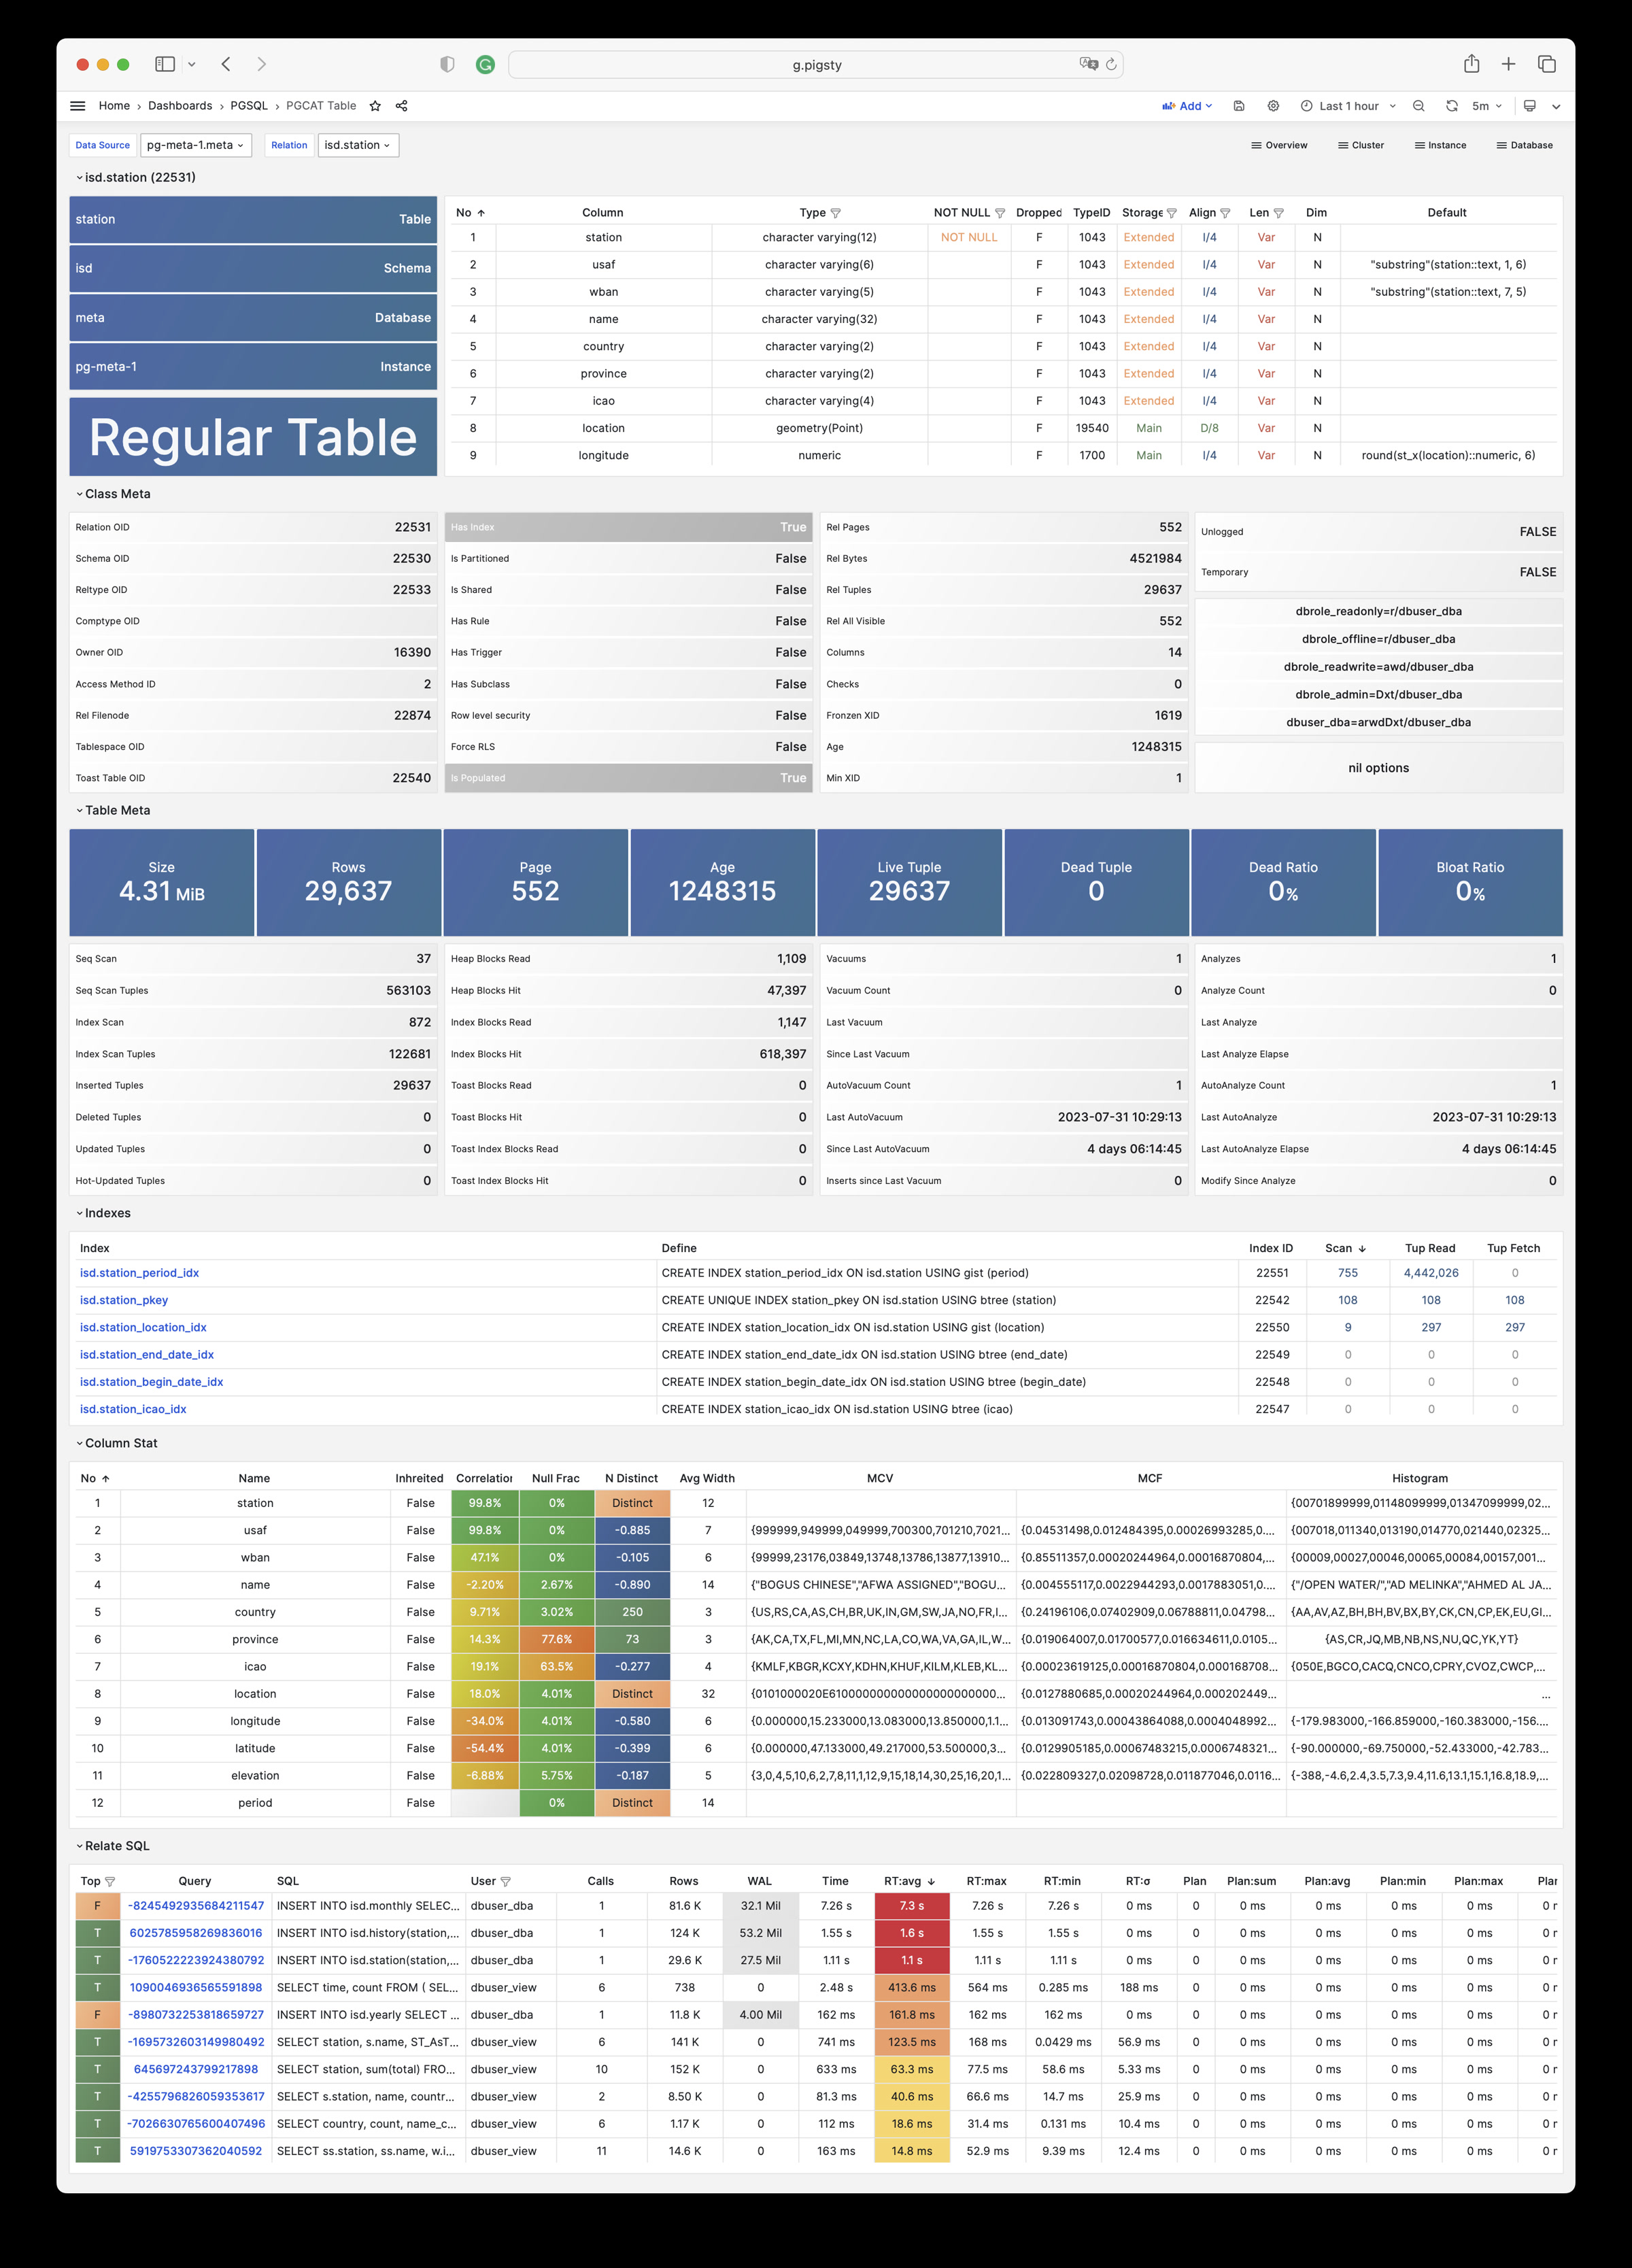 g.pigsty
Home › Dashboards › PGSQL › PGCAT Table Add Last 1 hour 5m
Data Source pg-meta-1.meta Relation isd.station Overview Cluster Instance Database
isd.station (22531)
station Table
isd Schema
meta Database
pg-meta-1 Instance
Regular Table
No Column Type NOT NULL Dropped TypeID Storage Align Len Dim Default
1 station character varying(12) NOT NULL F 1043 Extended I/4 Var N
2 usaf character varying(6) F 1043 Extended I/4 Var N "substring"(station::text, 1, 6)
3 wban character varying(5) F 1043 Extended I/4 Var N "substring"(station::text, 7, 5)
4 name character varying(32) F 1043 Extended I/4 Var N
5 country character varying(2) F 1043 Extended I/4 Var N
6 province character varying(2) F 1043 Extended I/4 Var N
7 icao character varying(4) F 1043 Extended I/4 Var N
8 location geometry(Point) F 19540 Main D/8 Var N
9 longitude numeric F 1700 Main I/4 Var N round(st_x(location)::numeric, 6)
Class Meta
Relation OID 22531
Schema OID 22530
Reltype OID 22533
Comptype OID
Owner OID 16390
Access Method ID 2
Rel Filenode 22874
Tablespace OID
Toast Table OID 22540
Has Index True
Is Partitioned False
Is Shared False
Has Rule False
Has Trigger False
Has Subclass False
Row level security False
Force RLS False
Is Populated True
Rel Pages 552
Rel Bytes 4521984
Rel Tuples 29637
Rel All Visible 552
Columns 14
Checks 0
Fronzen XID 1619
Age 1248315
Min XID 1
Unlogged FALSE
Temporary FALSE
dbrole_readonly=r/dbuser_dba
dbrole_offline=r/dbuser_dba
dbrole_readwrite=awd/dbuser_dba
dbrole_admin=Dxt/dbuser_dba
dbuser_dba=arwdDxt/dbuser_dba
nil options
Table Meta
Size Rows Page Age Live Tuple Dead Tuple Dead Ratio Bloat Ratio
4.31 MiB 29,637 552 1248315 29637 0 0% 0%
Seq Scan 37
Seq Scan Tuples 563103
Index Scan 872
Index Scan Tuples 122681
Inserted Tuples 29637
Deleted Tuples 0
Updated Tuples 0
Hot-Updated Tuples 0
Heap Blocks Read 1,109
Heap Blocks Hit 47,397
Index Blocks Read 1,147
Index Blocks Hit 618,397
Toast Blocks Read 0
Toast Blocks Hit 0
Toast Index Blocks Read 0
Toast Index Blocks Hit 0
Vacuums 1
Vacuum Count 0
Last Vacuum
Since Last Vacuum
AutoVacuum Count 1
Last AutoVacuum 2023-07-31 10:29:13
Since Last AutoVacuum 4 days 06:14:45
Inserts since Last Vacuum 0
Analyzes 1
Analyze Count 0
Last Analyze
Last Analyze Elapse
AutoAnalyze Count 1
Last AutoAnalyze 2023-07-31 10:29:13
Last AutoAnalyze Elapse 4 days 06:14:45
Modify Since Analyze 0
Indexes
Index Define Index ID Scan Tup Read Tup Fetch
isd.station_period_idx CREATE INDEX station_period_idx ON isd.station USING gist (period) 22551 755 4,442,026 0
isd.station_pkey CREATE UNIQUE INDEX station_pkey ON isd.station USING btree (station) 22542 108 108 108
isd.station_location_idx CREATE INDEX station_location_idx ON isd.station USING gist (location) 22550 9 297 297
isd.station_end_date_idx CREATE INDEX station_end_date_idx ON isd.station USING btree (end_date) 22549 0 0 0
isd.station_begin_date_idx CREATE INDEX station_begin_date_idx ON isd.station USING btree (begin_date) 22548 0 0 0
isd.station_icao_idx CREATE INDEX station_icao_idx ON isd.station USING btree (icao) 22547 0 0 0
Column Stat
No Name Inhreited Correlation Null Frac N Distinct Avg Width MCV MCF Histogram
1 station False 99.8% 0% Distinct 12 {00701899999,01148099999,01347099999,02...
2 usaf False 99.8% 0% -0.885 7 {999999,949999,049999,700300,701210,7021... {0.04531498,0.012484395,0.00026993285,0.... {007018,011340,013190,014770,021440,02325...
3 wban False 47.1% 0% -0.105 6 {99999,23176,03849,13748,13786,13877,13910... {0.85511357,0.00020244964,0.00016870804,... {00009,00027,00046,00065,00084,00157,001...
4 name False -2.20% 2.67% -0.890 14 {"BOGUS CHINESE","AFWA ASSIGNED","BOGU... {0.004555117,0.0022944293,0.0017883051,0.... {"/OPEN WATER/","AD MELINKA","AHMED AL JA...
5 country False 9.71% 3.02% 250 3 {US,RS,CA,AS,CH,BR,UK,IN,GM,SW,JA,NO,FR,I... {0.24196106,0.07402909,0.06788811,0.04798... {AA,AV,AZ,BH,BH,BV,BX,BY,CK,CN,CP,EK,EU,GI...
6 province False 14.3% 77.6% 73 3 {AK,CA,TX,FL,MI,MN,NC,LA,CO,WA,VA,GA,IL,W... {0.019064007,0.01700577,0.016634611,0.0105... {AS,CR,JQ,MB,NB,NS,NU,QC,YK,YT}
7 icao False 19.1% 63.5% -0.277 4 {KMLF,KBGR,KCXY,KDHN,KHUF,KILM,KLEB,KL... {0.00023619125,0.00016870804,0.000168708... {050E,BGCO,CACQ,CNCO,CPRY,CVOZ,CWCP,...
8 location False 18.0% 4.01% Distinct 32 {0101000020E6100000000000000000000000... {0.0127880685,0.00020244964,0.000202449... ...
9 longitude False -34.0% 4.01% -0.580 6 {0.000000,15.233000,13.083000,13.850000,1.1... {0.013091743,0.00043864088,0.0004048992... {-179.983000,-166.859000,-160.383000,-156....
10 latitude False -54.4% 4.01% -0.399 6 {0.000000,47.133000,49.217000,53.500000,3... {0.0129905185,0.00067483215,0.0006748321... {-90.000000,-69.750000,-52.433000,-42.783...
11 elevation False -6.88% 5.75% -0.187 5 {3,0,4,5,10,6,2,7,8,11,1,12,9,15,18,14,30,25,16,20,1... {0.022809327,0.02098728,0.011877046,0.0116... {-388,-4.6,2.4,3.5,7.3,9.4,11.6,13.1,15.1,16.8,18.9,...
12 period False 0% Distinct 14
Relate SQL
Top Query SQL User Calls Rows WAL Time RT:avg RT:max RT:min RT:σ Plan Plan:sum Plan:avg Plan:min Plan:max Plar
F -8245492935684211547 INSERT INTO isd.monthly SELEC... dbuser_dba 1 81.6 K 32.1 Mil 7.26 s 7.3 s 7.26 s 7.26 s 0 ms 0 0 ms 0 ms 0 ms 0 ms 0 r
T 6025785958269836016 INSERT INTO isd.history(station,... dbuser_dba 1 124 K 53.2 Mil 1.55 s 1.6 s 1.55 s 1.55 s 0 ms 0 0 ms 0 ms 0 ms 0 ms 0 r
T -1760522223924380792 INSERT INTO isd.station(station,... dbuser_dba 1 29.6 K 27.5 Mil 1.11 s 1.1 s 1.11 s 1.11 s 0 ms 0 0 ms 0 ms 0 ms 0 ms 0 r
T 1090046936565591898 SELECT time, count FROM ( SEL... dbuser_view 6 738 0 2.48 s 413.6 ms 564 ms 0.285 ms 188 ms 0 0 ms 0 ms 0 ms 0 ms 0 r
F -8980732253818659727 INSERT INTO isd.yearly SELECT ... dbuser_dba 1 11.8 K 4.00 Mil 162 ms 161.8 ms 162 ms 162 ms 0 ms 0 0 ms 0 ms 0 ms 0 ms 0 r
T -1695732603149980492 SELECT station, s.name, ST_AsT... dbuser_view 6 141 K 0 741 ms 123.5 ms 168 ms 0.0429 ms 56.9 ms 0 0 ms 0 ms 0 ms 0 ms 0 r
T 645697243799217898 SELECT station, sum(total) FRO... dbuser_view 10 152 K 0 633 ms 63.3 ms 77.5 ms 58.6 ms 5.33 ms 0 0 ms 0 ms 0 ms 0 ms 0 r
T -4255796826059353617 SELECT s.station, name, countr... dbuser_view 2 8.50 K 0 81.3 ms 40.6 ms 66.6 ms 14.7 ms 25.9 ms 0 0 ms 0 ms 0 ms 0 ms 0 r
T -7026630765600407496 SELECT country, count, name_c... dbuser_view 6 1.17 K 0 112 ms 18.6 ms 31.4 ms 0.131 ms 10.4 ms 0 0 ms 0 ms 0 ms 0 ms 0 r
T 5919753307362040592 SELECT ss.station, ss.name, w.i... dbuser_view 11 14.6 K 0 163 ms 14.8 ms 52.9 ms 9.39 ms 12.4 ms 0 0 ms 0 ms 0 ms 0 ms 0 r